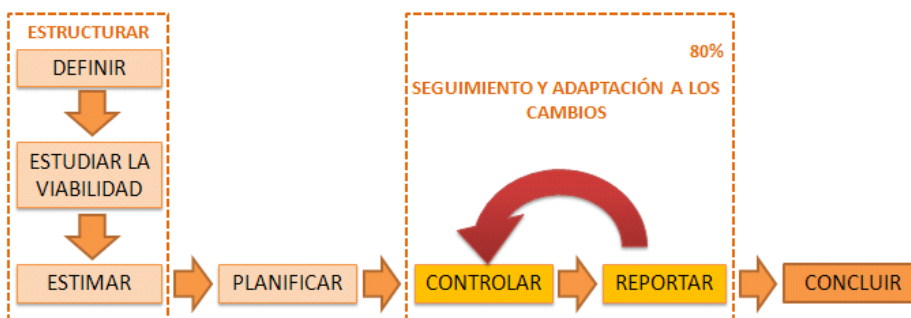 ESTRUCTURAR
DEFINIR
ESTUDIAR LA
VIABILIDAD
ESTIMAR
PLANIFICAR
80%
SEGUIMIENTO Y ADAPTACIÓN A LOS
CAMBIOS
CONTROLAR
REPORTAR
CONCLUIR